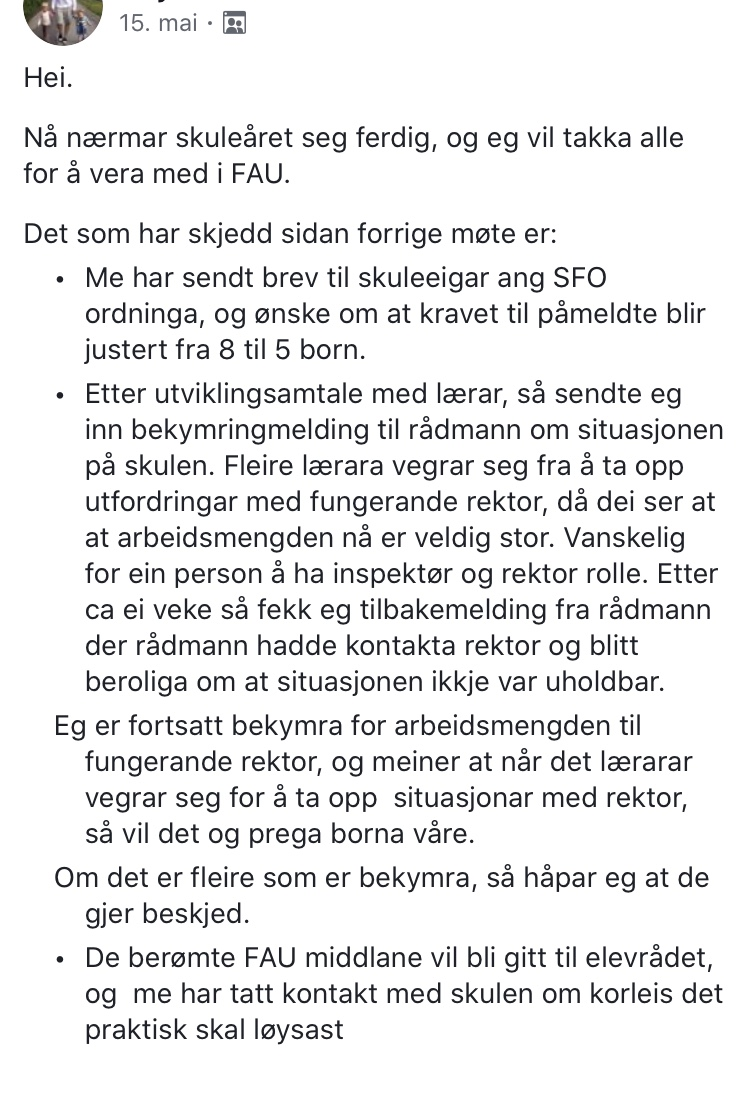 15. mai ·
Hei.
Nå nærmar skuleåret seg ferdig, og eg vil takka alle
for å vera med i FAU.
Det som har skjedd sidan forrige møte er:
• Me har sendt brev til skuleeigar ang SFO
ordninga, og ønske om at kravet til påmeldte blir
justert fra 8 til 5 born.
• Etter utviklingsamtale med lærar, så sendte eg
inn bekymringmelding til rådmann om situasjonen
på skulen. Fleire lærara vegrar seg fra å ta opp
utfordringar med fungerande rektor, då dei ser at
at arbeidsmengden nå er veldig stor. Vanskelig
for ein person å ha inspektør og rektor rolle. Etter
ca ei veke så fekk eg tilbakemelding fra rådmann
der rådmann hadde kontakta rektor og blitt
beroliga om at situasjonen ikkje var uholdbar.
Eg er fortsatt bekymra for arbeidsmengden til
fungerande rektor, og meiner at når det lærarar
vegrar seg for å ta opp  situasjonar med rektor,
så vil det og prega borna våre.
Om det er fleire som er bekymra, så håpar eg at de
gjer beskjed.
• De berømte FAU middlane vil bli gitt til elevrådet,
og  me har tatt kontakt med skulen om korleis det
praktisk skal løysast